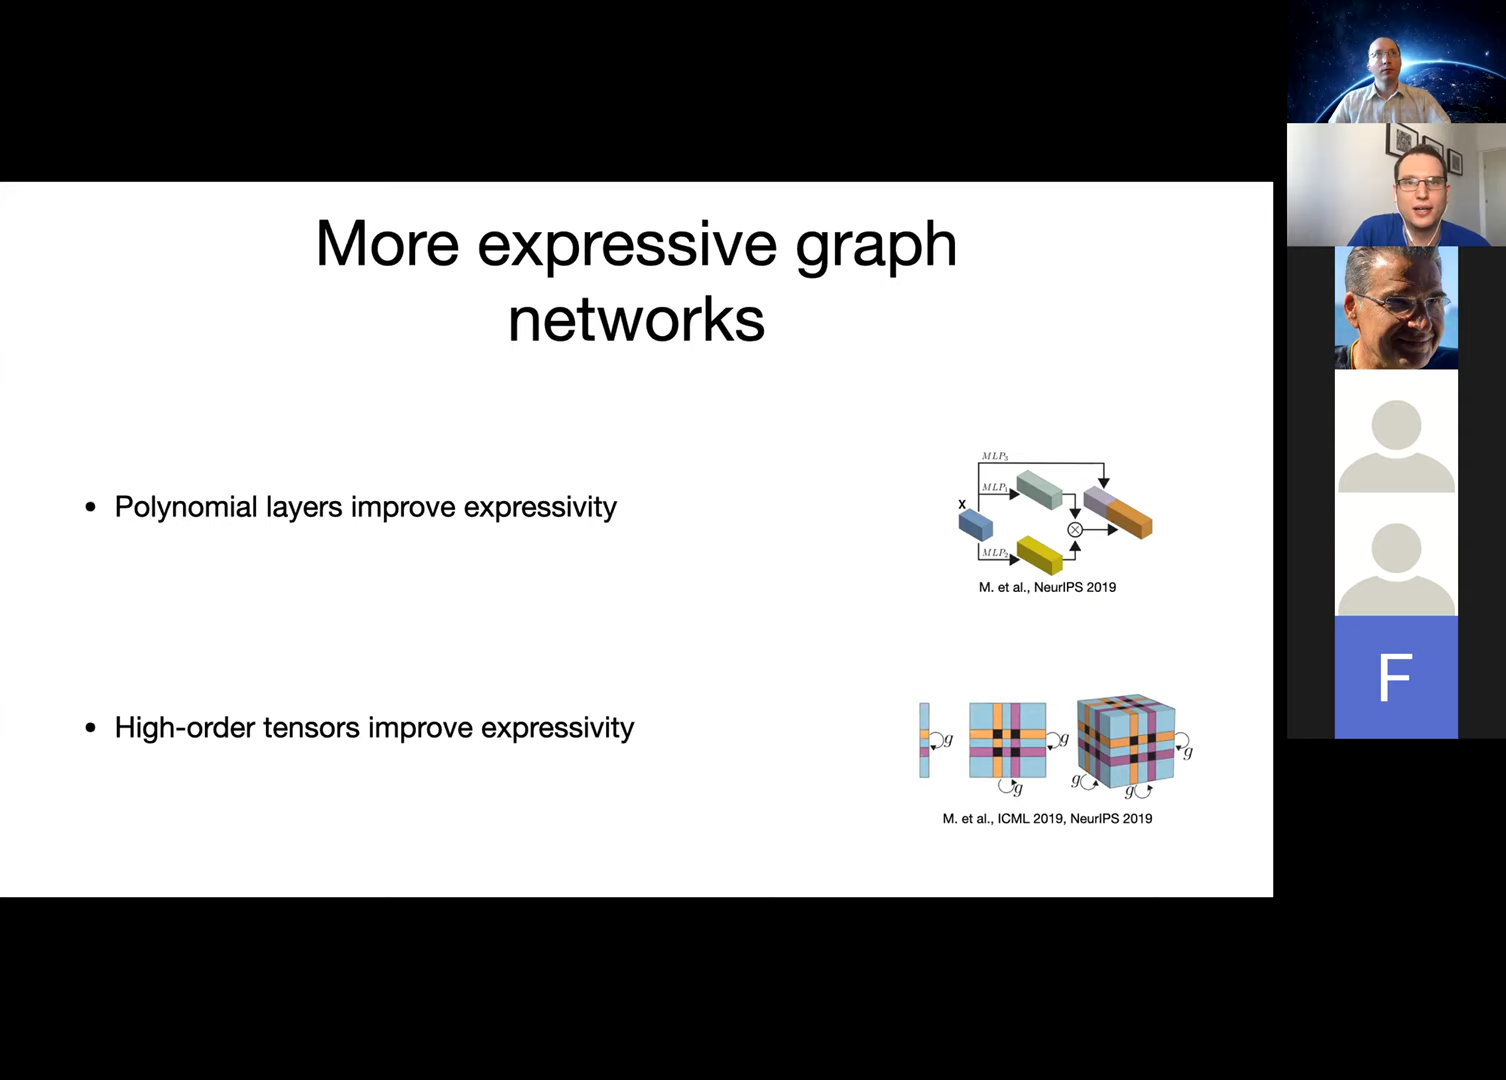 More expressive graph
networks
• Polynomial layers improve expressivity
MLP₃
MLP₁
X
MLP₂
M. et al., NeurIPS 2019
• High-order tensors improve expressivity
g
g
g
g
g
g
M. et al., ICML 2019, NeurIPS 2019
F